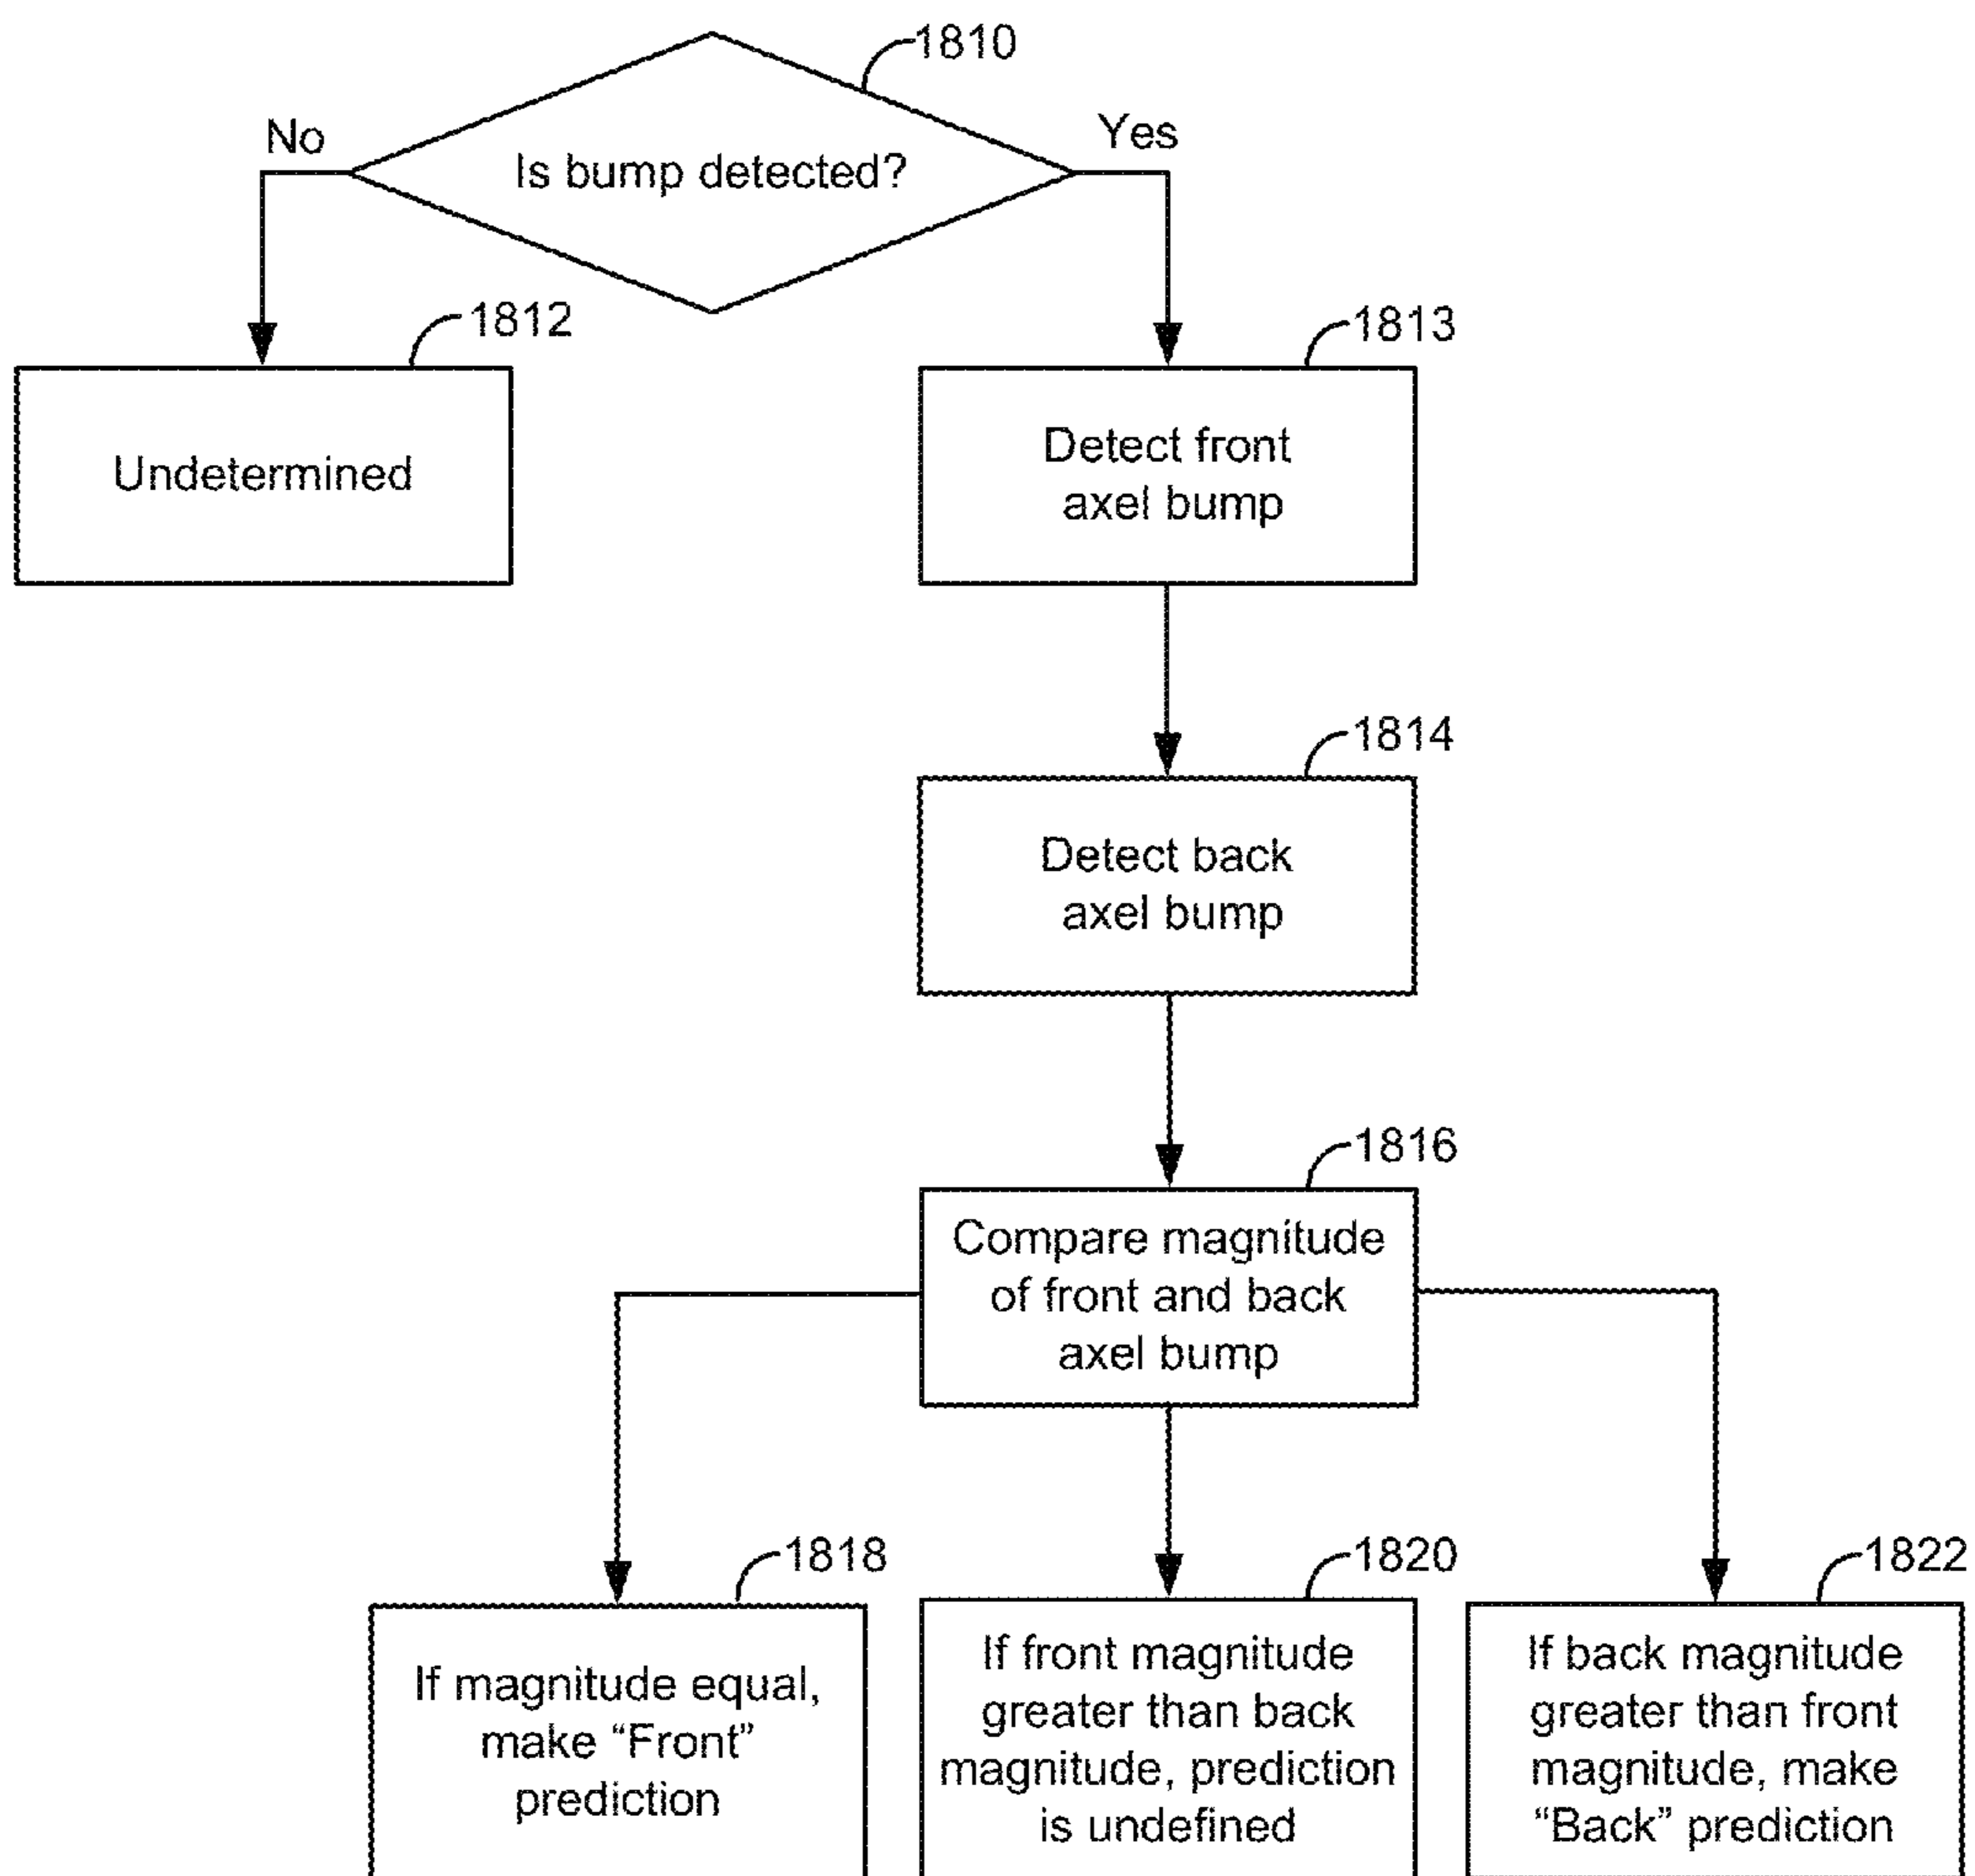 1810
No
Yes
Is bump detected?
1812
1813
Undetermined
Detect front
axel bump
1814
Detect back
axel bump
1816
Compare magnitude
of front and back
axel bump
1818
1820
1822
If magnitude equal,
make “Front”
prediction
If front magnitude
greater than back
magnitude, prediction
is undefined
If back magnitude
greater than front
magnitude, make
“Back” prediction